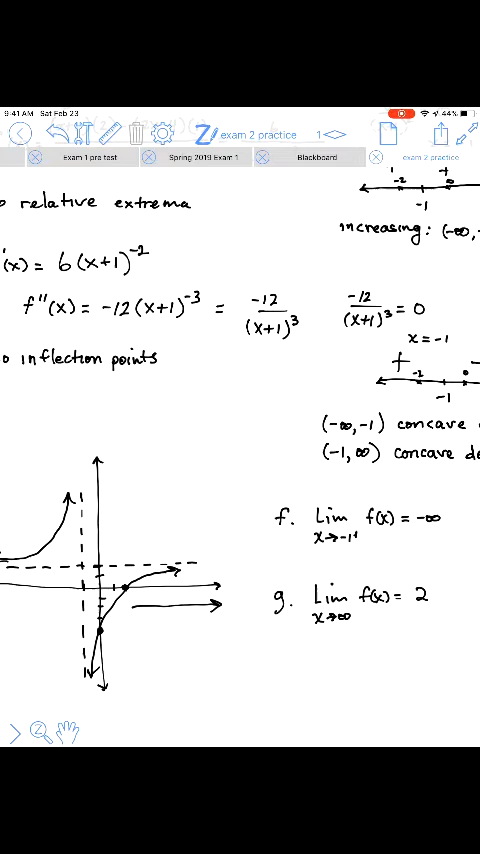 9:41 AM Sat Feb 23
44%
exam 2 practice
1
Exam 1 pre test
Spring 2019 Exam 1
Blackboard
exam 2 practice
-2
+
0
-1
relative extrema
increasing: (-∞,
'(x) = 6(x+1)^-2
f''(x) = -12(x+1)^-3 = -12/(x+1)^3
-12/(x+1)^3 = 0
x = -1
o inflection points
+
-
-2
0
-1
(-∞, -1) concave
(-1, ∞) concave
f. Lim f(x) = -∞
x→-1⁺
g. Lim f(x) = 2
x→∞